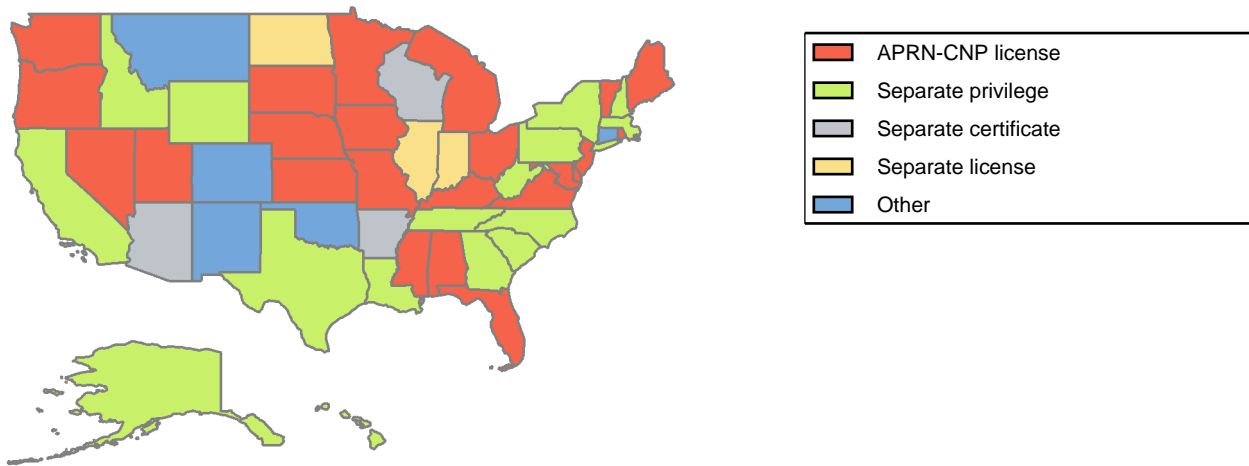 APRN-CNP license
Separate privilege
Separate certificate
Separate license
Other